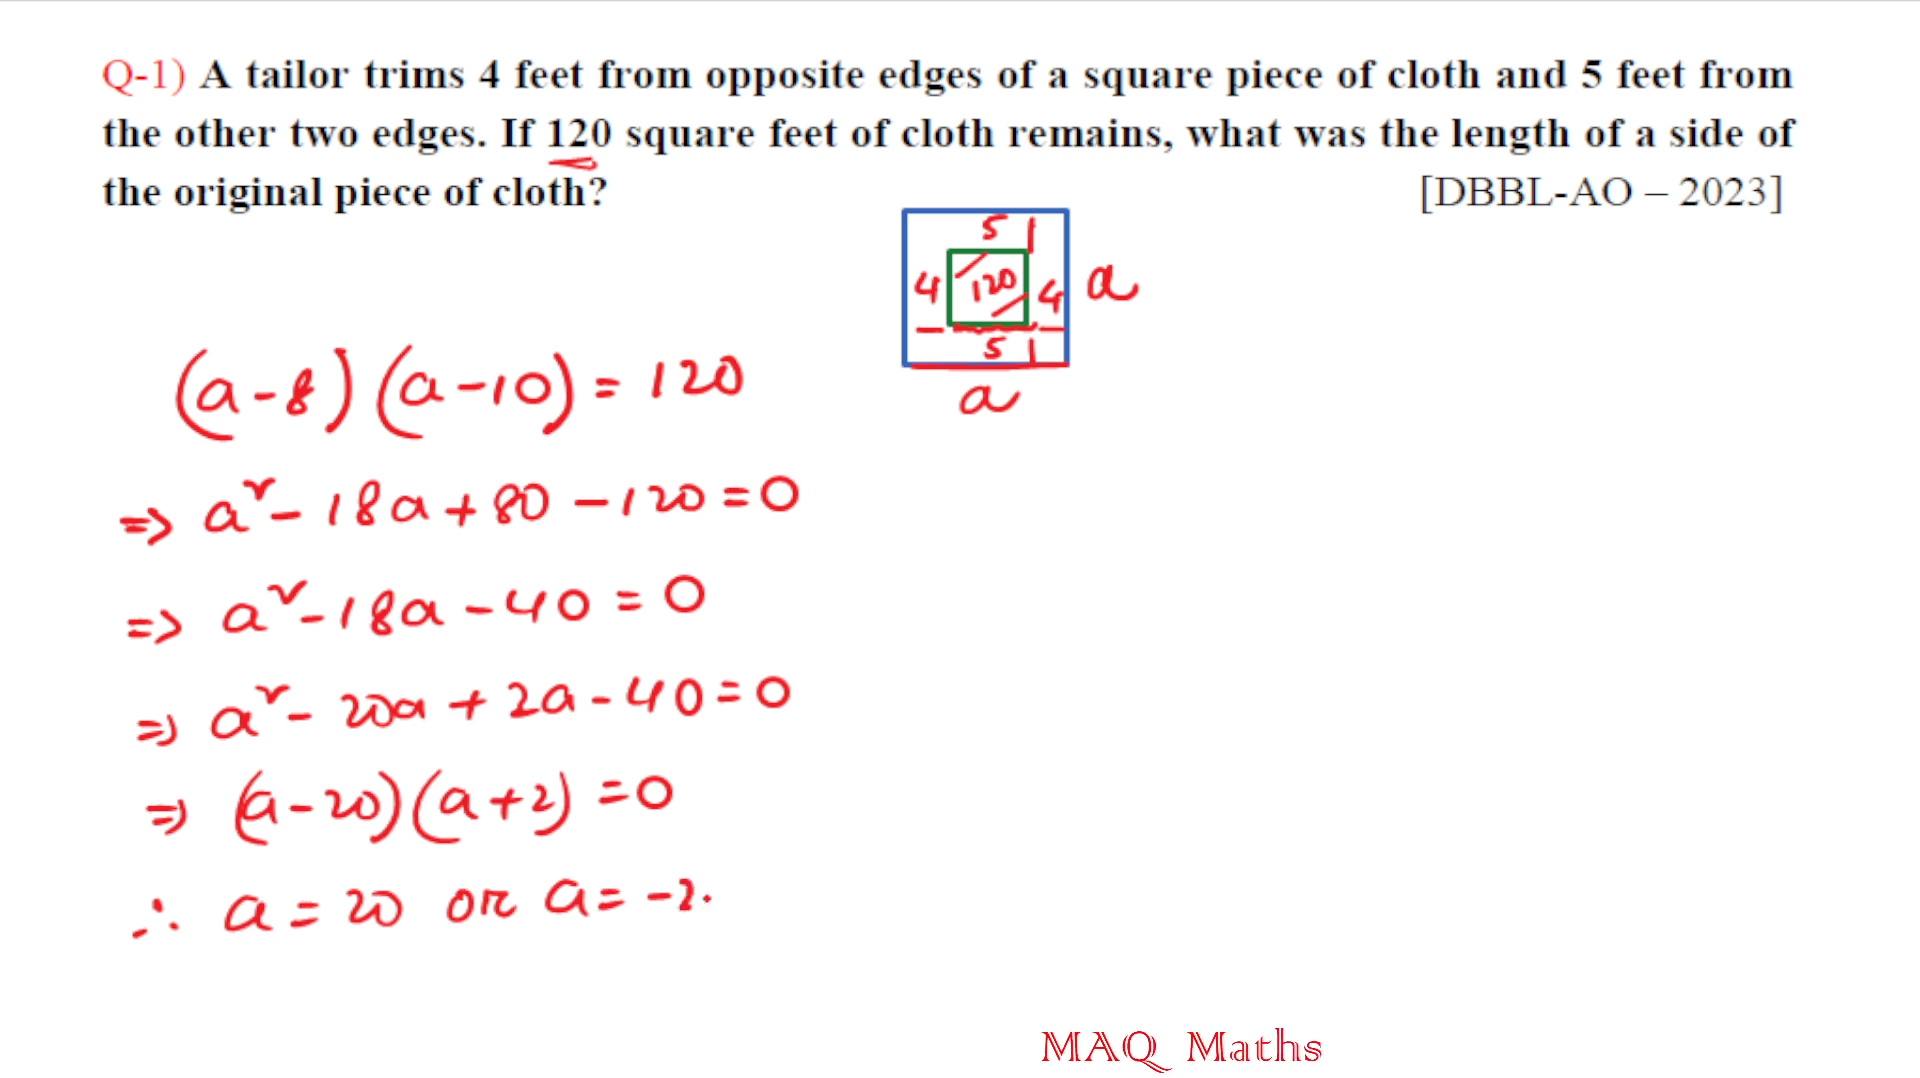 Q-1) A tailor trims 4 feet from opposite edges of a square piece of cloth and 5 feet from
the other two edges. If 120 square feet of cloth remains, what was the length of a side of
the original piece of cloth? [DBBL-AO – 2023]
5
4 120 4 a
5
a
(a-8) (a-10) = 120
=> a² - 18a + 80 - 120 = 0
=> a² - 18a - 40 = 0
=> a² - 20a + 2a - 40 = 0
=> (a-20) (a+2) = 0
∴ a = 20 or a = -2.
MAQ Maths